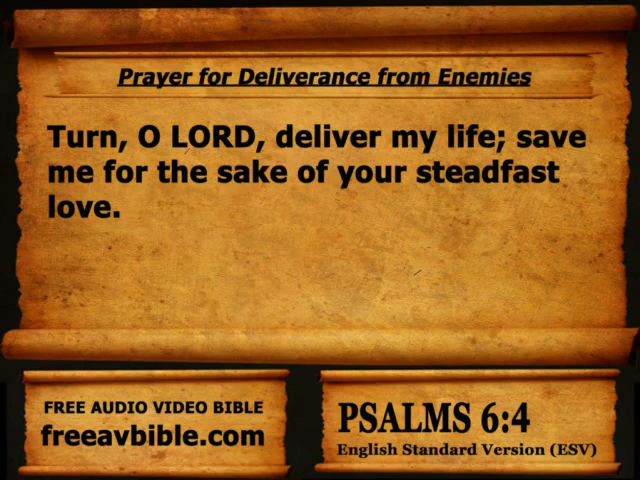 Prayer for Deliverance from Enemies
Turn, O LORD, deliver my life; save
me for the sake of your steadfast
love.
FREE AUDIO VIDEO BIBLE
freeavbible.com
PSALMS 6:4
English Standard Version (ESV)